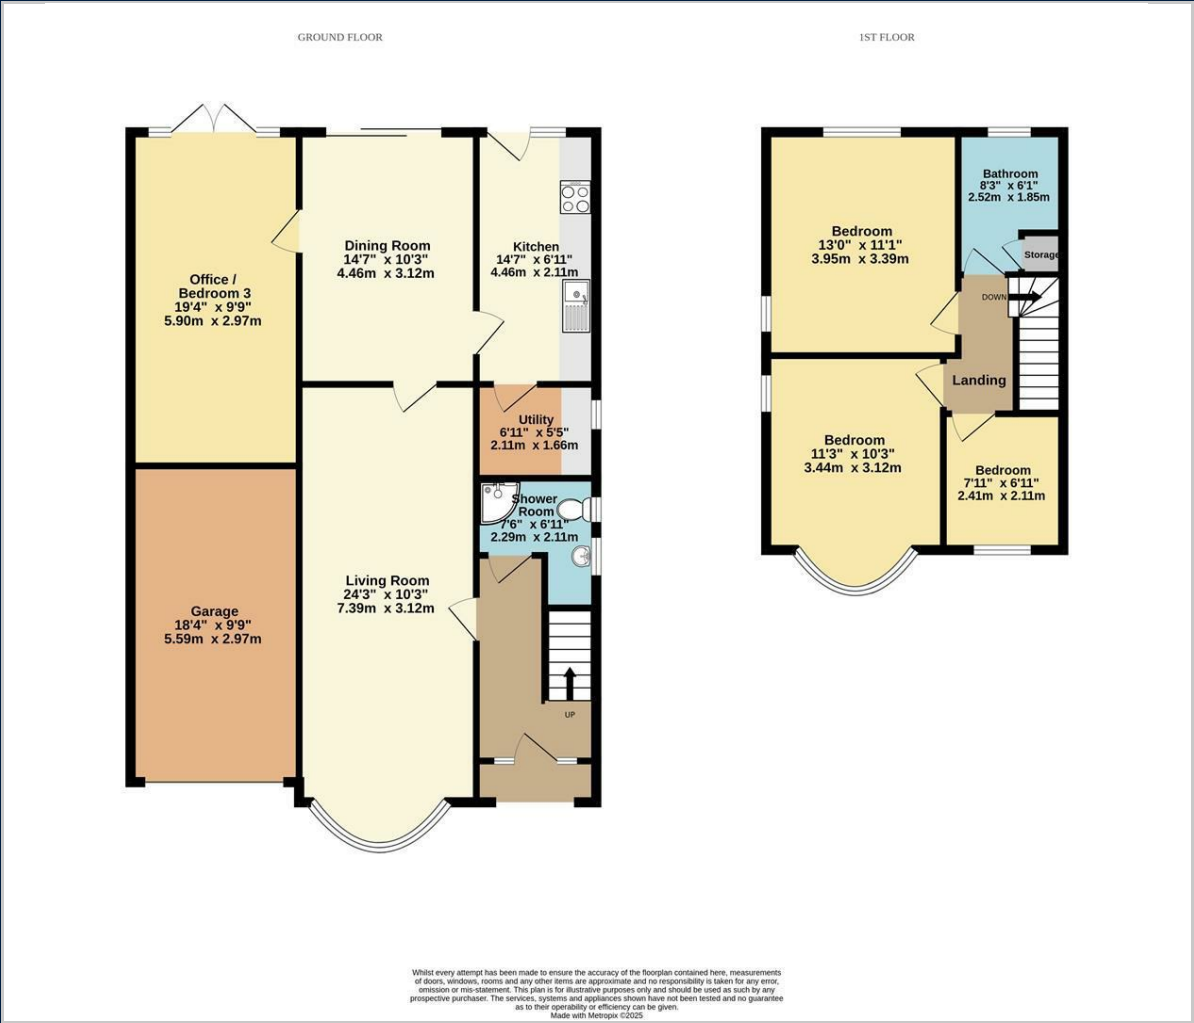 GROUND FLOOR
1ST FLOOR
Office /
Bedroom 3
19'4" x 9'9"
5.90m x 2.97m
Dining Room
14'7" x 10'3"
4.46m x 3.12m
Kitchen
14'7" x 6'11"
4.46m x 2.11m
Utility
6'11" x 5'5"
2.11m x 1.66m
Shower
Room
7'6" x 6'11"
2.29m x 2.11m
Living Room
24'3" x 10'3"
7.39m x 3.12m
Garage
18'4" x 9'9"
5.59m x 2.97m
UP
Bedroom
13'0" x 11'1"
3.95m x 3.39m
Bathroom
8'3" x 6'1"
2.52m x 1.85m
Storage
DOWN
Landing
Bedroom
11'3" x 10'3"
3.44m x 3.12m
Bedroom
7'11" x 6'11"
2.41m x 2.11m
Whilst every attempt has been made to ensure the accuracy of the floorplan contained here, measurements
of doors, windows, rooms and any other items are approximate and no responsibility is taken for any error,
omission or mis-statement. This plan is for illustrative purposes only and should be used as such by any
prospective purchaser. The services, systems and appliances shown have not been tested and no guarantee
as to their operability or efficiency can be given.
Made with Metropix ©2025